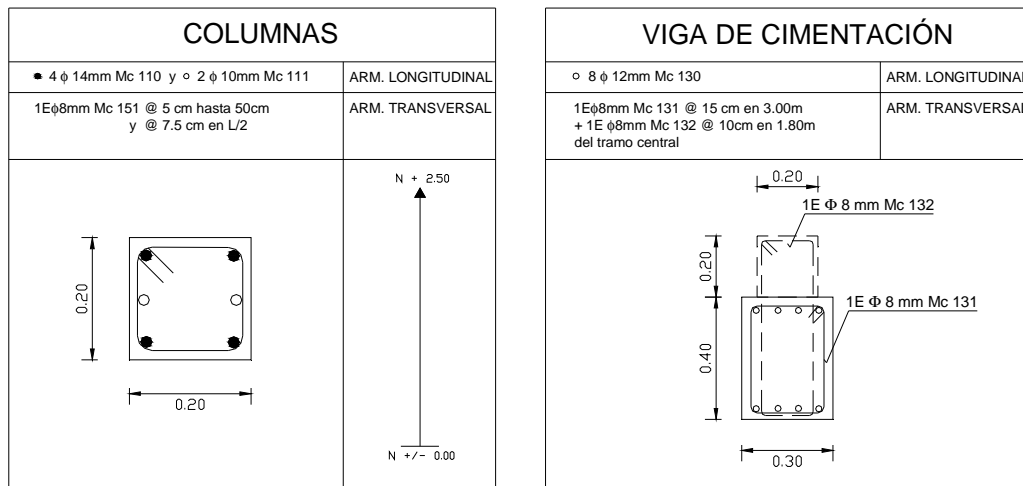 COLUMNAS
4 ϕ 14mm Mc 110 y 2 ϕ 10mm Mc 111
ARM. LONGITUDINAL
1Eϕ8mm Mc 151 @ 5 cm hasta 50cm
y @ 7.5 cm en L/2
ARM. TRANSVERSAL
N + 2.50
0.20
0.20
N +/- 0.00
VIGA DE CIMENTACIÓN
8 ϕ 12mm Mc 130
ARM. LONGITUDINAL
1Eϕ8mm Mc 131 @ 15 cm en 3.00m
+ 1E ϕ8mm Mc 132 @ 10cm en 1.80m
del tramo central
ARM. TRANSVERSAL
0.20
1E Φ 8 mm Mc 132
0.20
1E Φ 8 mm Mc 131
0.40
0.30